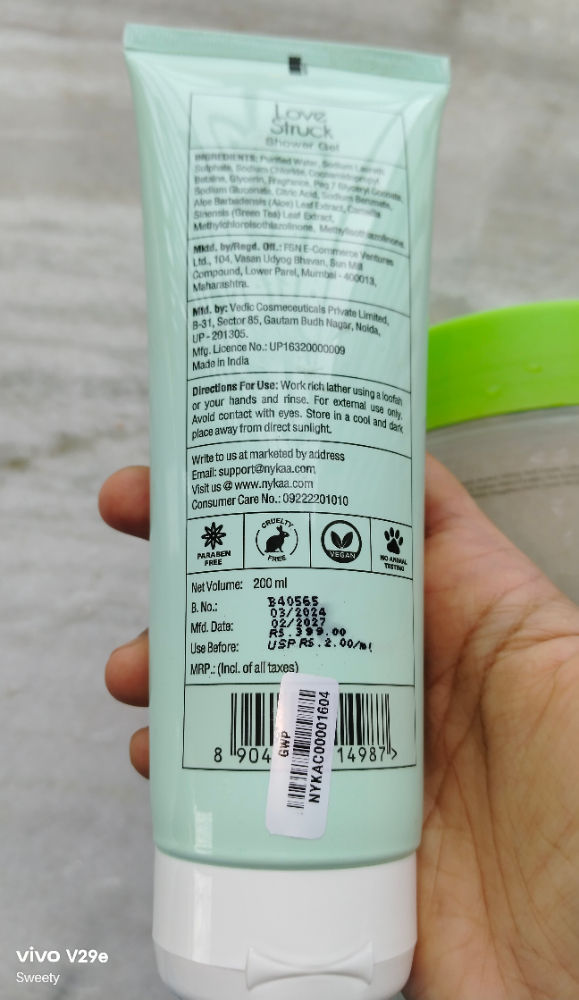 Love
Struck
Shower Gel
INGREDIENTS: Purified Water, Sodium Laureth
Sulphate, Sodium Chloride, Cocamidopropyl
Betaine, Glycerin, Fragrance, Peg 7 Glyceryl Cocoate,
Sodium Gluconate, Citric Acid, Sodium Benzoate,
Aloe Barbadensis (Aloe) Leaf Extract, Camellia
Sinensis (Green Tea) Leaf Extract,
Methylchloroisothiazolinone, Methylisothiazolinone
Mktd. by/Regd. Off.: FSN E-Commerce Ventures
Ltd., 104, Vasan Udyog Bhavan, Sun Mill
Compound, Lower Parel, Mumbai - 400013,
Maharashtra.
Mfd. by: Vedic Cosmeceuticals Private Limited,
B-31, Sector 85, Gautam Budh Nagar, Noida,
UP - 201305.
Mfg. Licence No.: UP16320000009
Made in India
Directions For Use: Work rich lather using a loofah
or your hands and rinse. For external use only.
Avoid contact with eyes. Store in a cool and dark
place away from direct sunlight.
Write to us at marketed by address
Email: support@nykaa.com
Visit us @ www.nykaa.com
Consumer Care No.: 09222201010
PARABEN
FREE
CRUELTY
FREE
VEGAN
NO ANIMAL
TESTING
Net Volume: 200 ml
B. No.: B40565
Mfd. Date: 03/2024
Use Before: 02/2027
MRP.: (Incl. of all taxes) RS.399.00
USP RS.2.00/ml
8 904 14987 >
GWP
NYKAC00001604
vivo V29e
Sweety